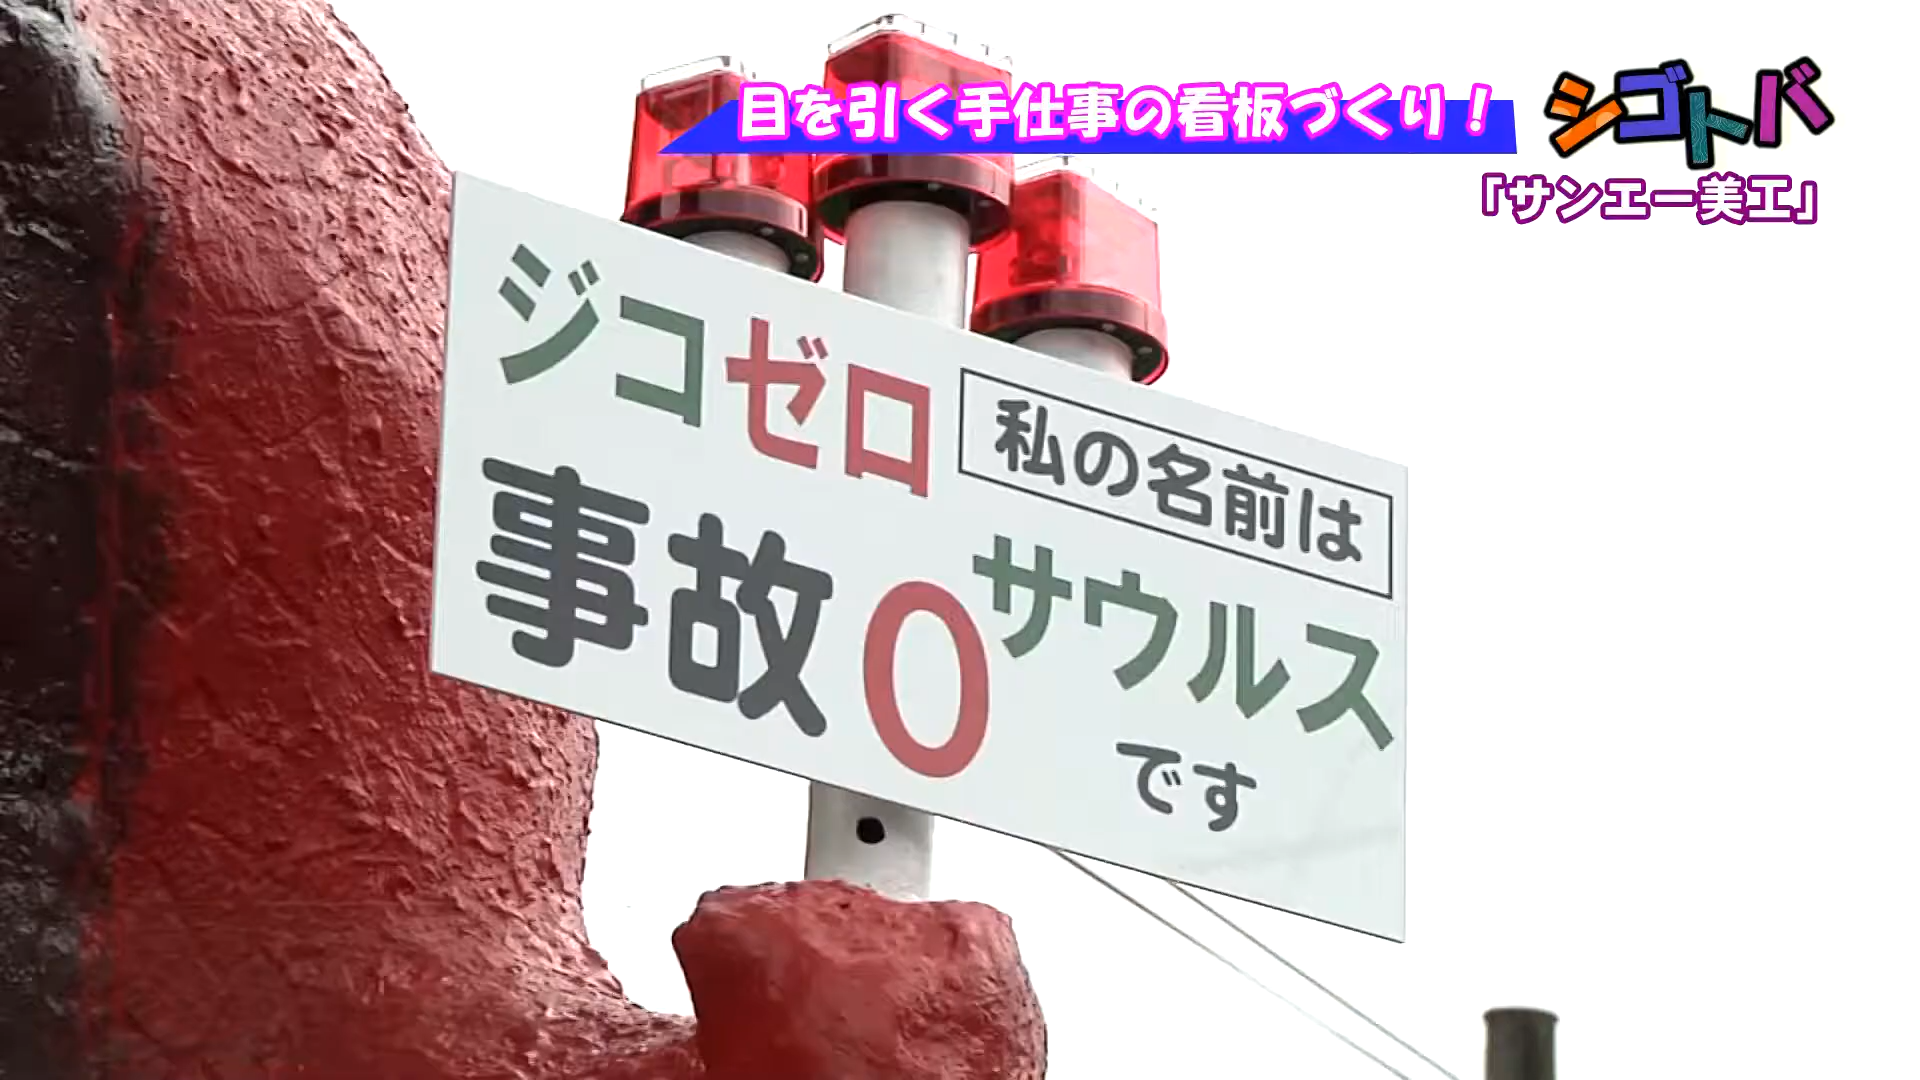 目を引く手仕事の看板づくり!
シゴトバ
「サンエー美工」
ジコゼロ
私の名前は
事故0サウルス
です